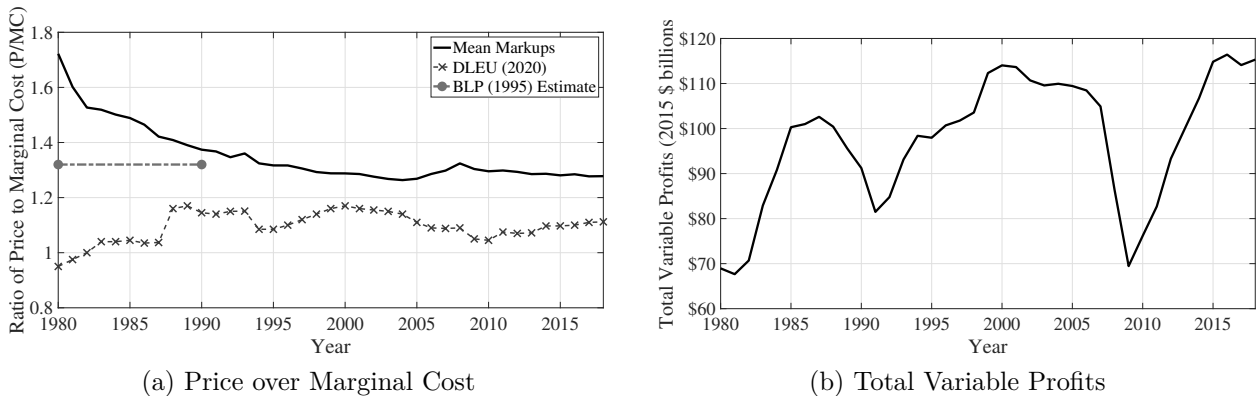 Ratio of Price to Marginal Cost (P/MC)
1.8
1.6
1.4
1.2
1
0.8
Mean Markups
DLEU (2020)
BLP (1995) Estimate
1980 1985 1990 1995 2000 2005 2010 2015
Year
(a) Price over Marginal Cost
Total Variable Profits (2015 $ billions
$120
$110
$100
$90
$80
$70
$60
1980 1985 1990 1995 2000 2005 2010 2015
Year
(b) Total Variable Profits